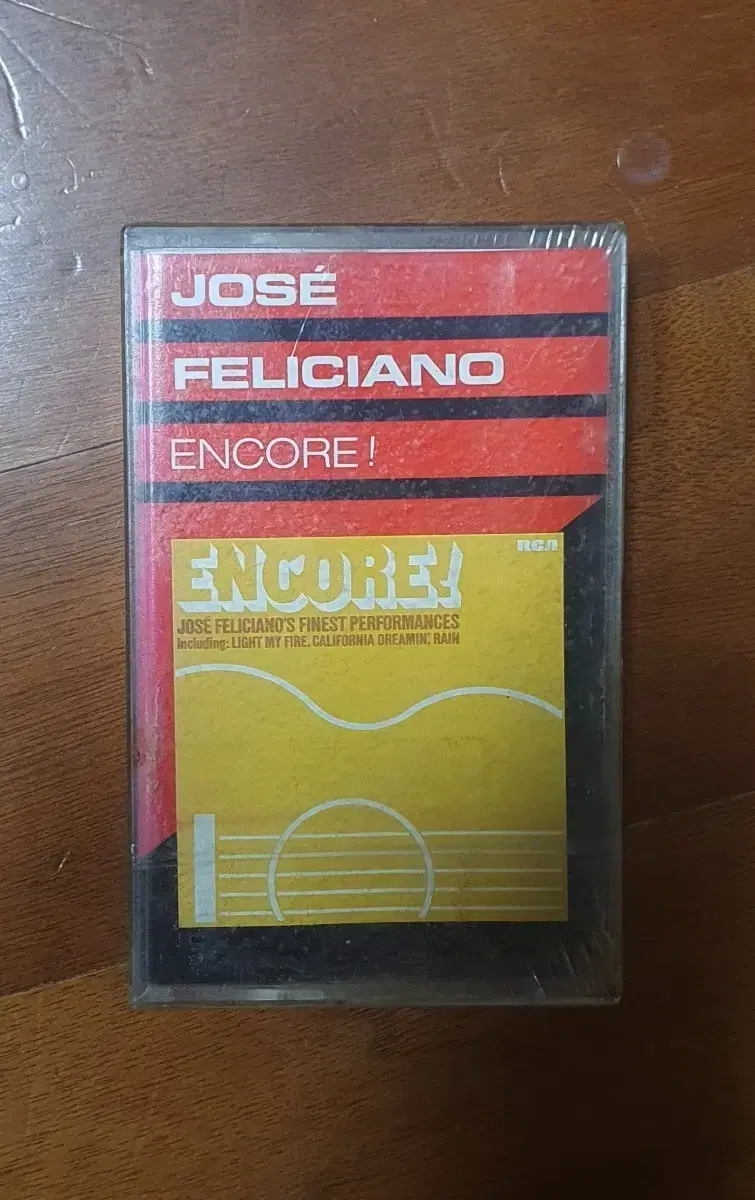 JOSÉ
FELICIANO
ENCORE!
RCA
ENCORE!
JOSÉ FELICIANO'S FINEST PERFORMANCES
Including: LIGHT MY FIRE, CALIFORNIA DREAMIN', RAIN